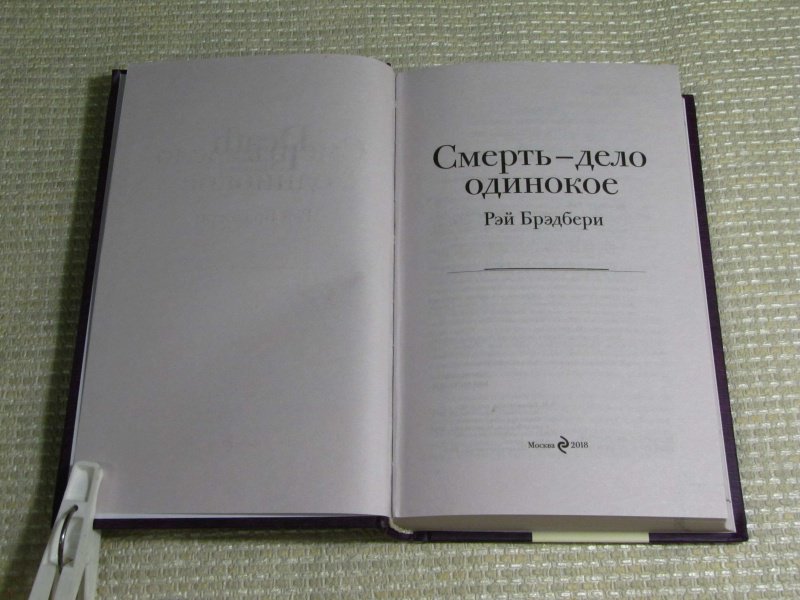 Смерть – дело
одинокое
Рэй Брэдбери
Москва 2018